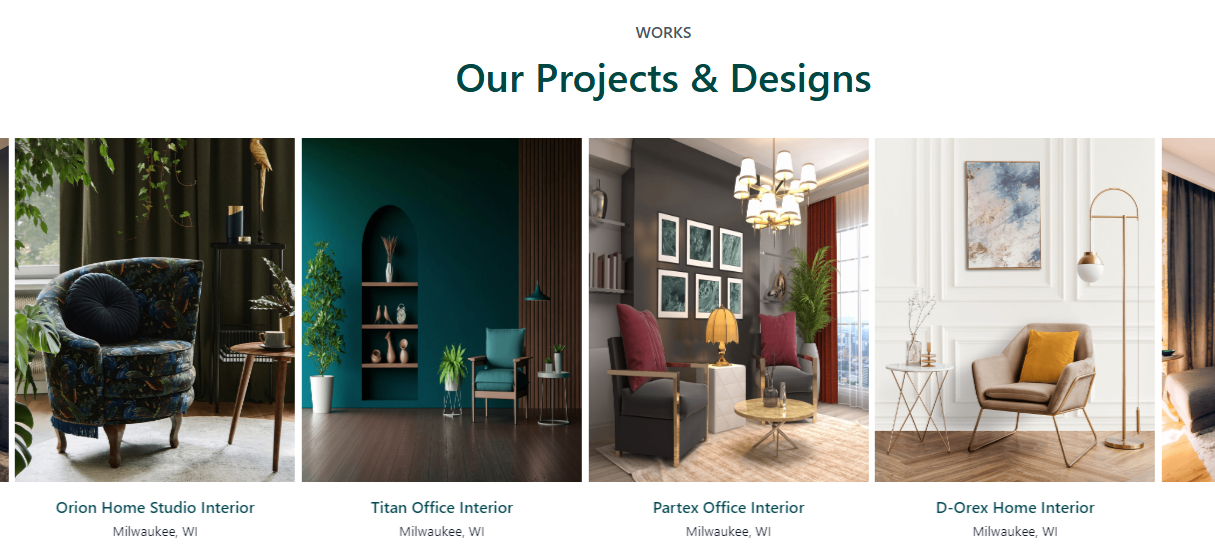 WORKS
Our Projects & Designs
Orion Home Studio Interior
Milwaukee, WI
Titan Office Interior
Milwaukee, WI
Partex Office Interior
Milwaukee, WI
D-Orex Home Interior
Milwaukee, WI